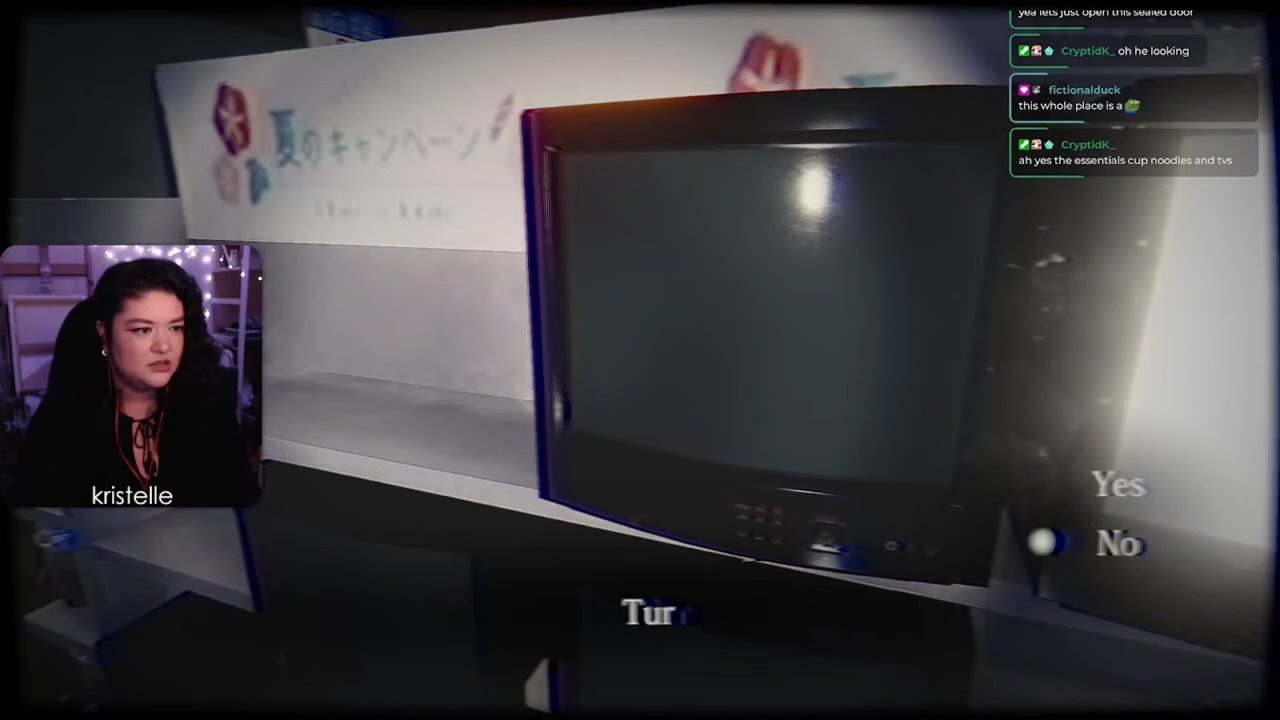 yea lets just open this sealed door
CryptidK_ oh he looking
fictionalduck
this whole place is a
CryptidK_
ah yes the essentials cup noodles and tvs
夏のキャンペーン
kristelle
Yes
No
Tur